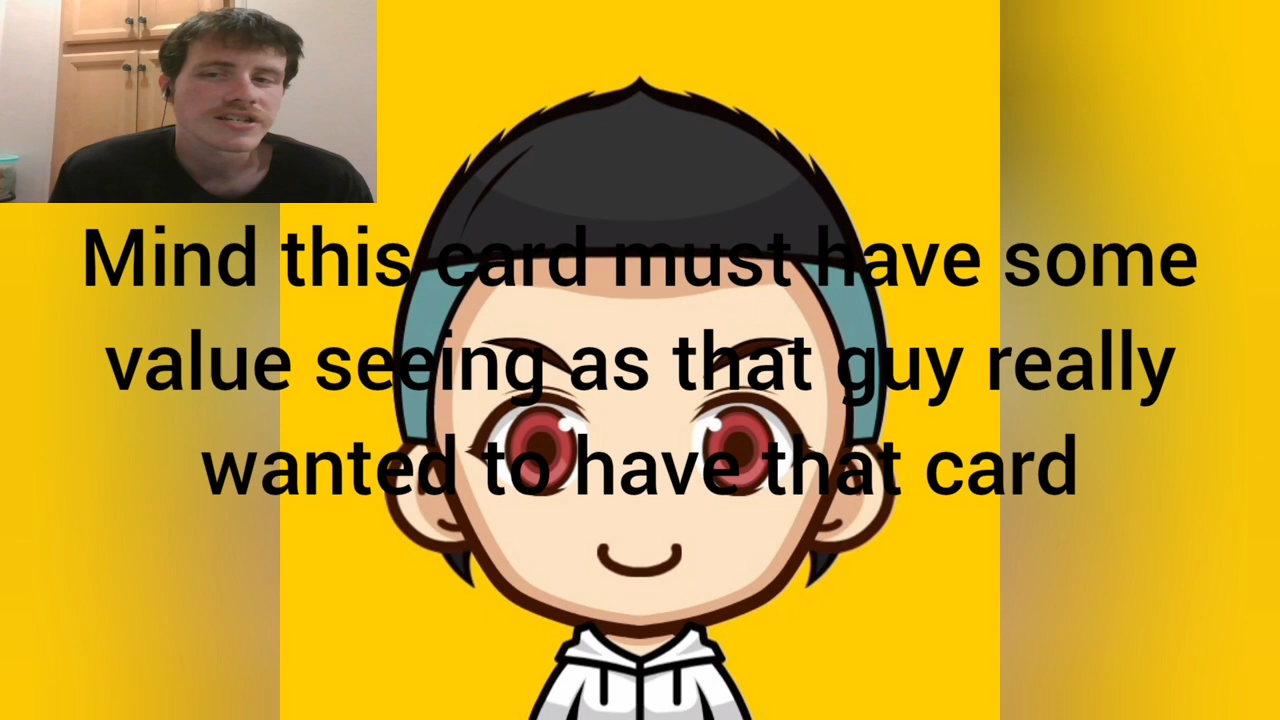 Mind this card must have some
value seeing as that guy really
wanted to have that card